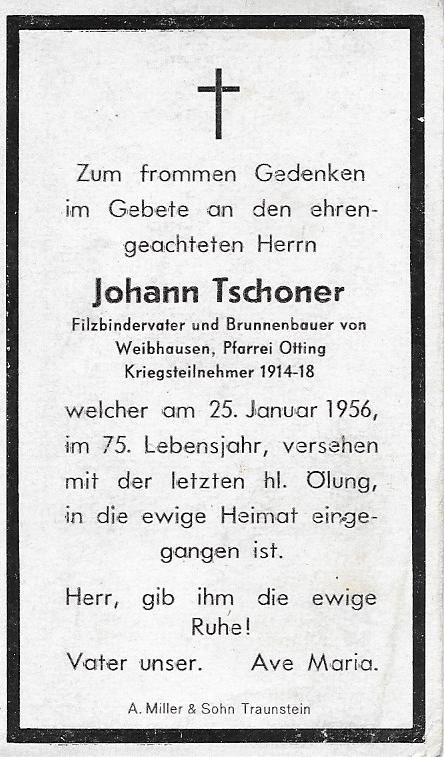 Zum frommen Gedenken
im Gebete an den ehren-
geachteten Herrn
Johann Tschoner
Filzbindervater und Brunnenbauer von
Weibhausen, Pfarrei Otting
Kriegsteilnehmer 1914-18
welcher am 25. Januar 1956,
im 75. Lebensjahr, versehen
mit der letzten hl. Ölung,
in die ewige Heimat einge-
gangen ist.
Herr, gib ihm die ewige
Ruhe!
Vater unser. Ave Maria.
A. Miller & Sohn Traunstein